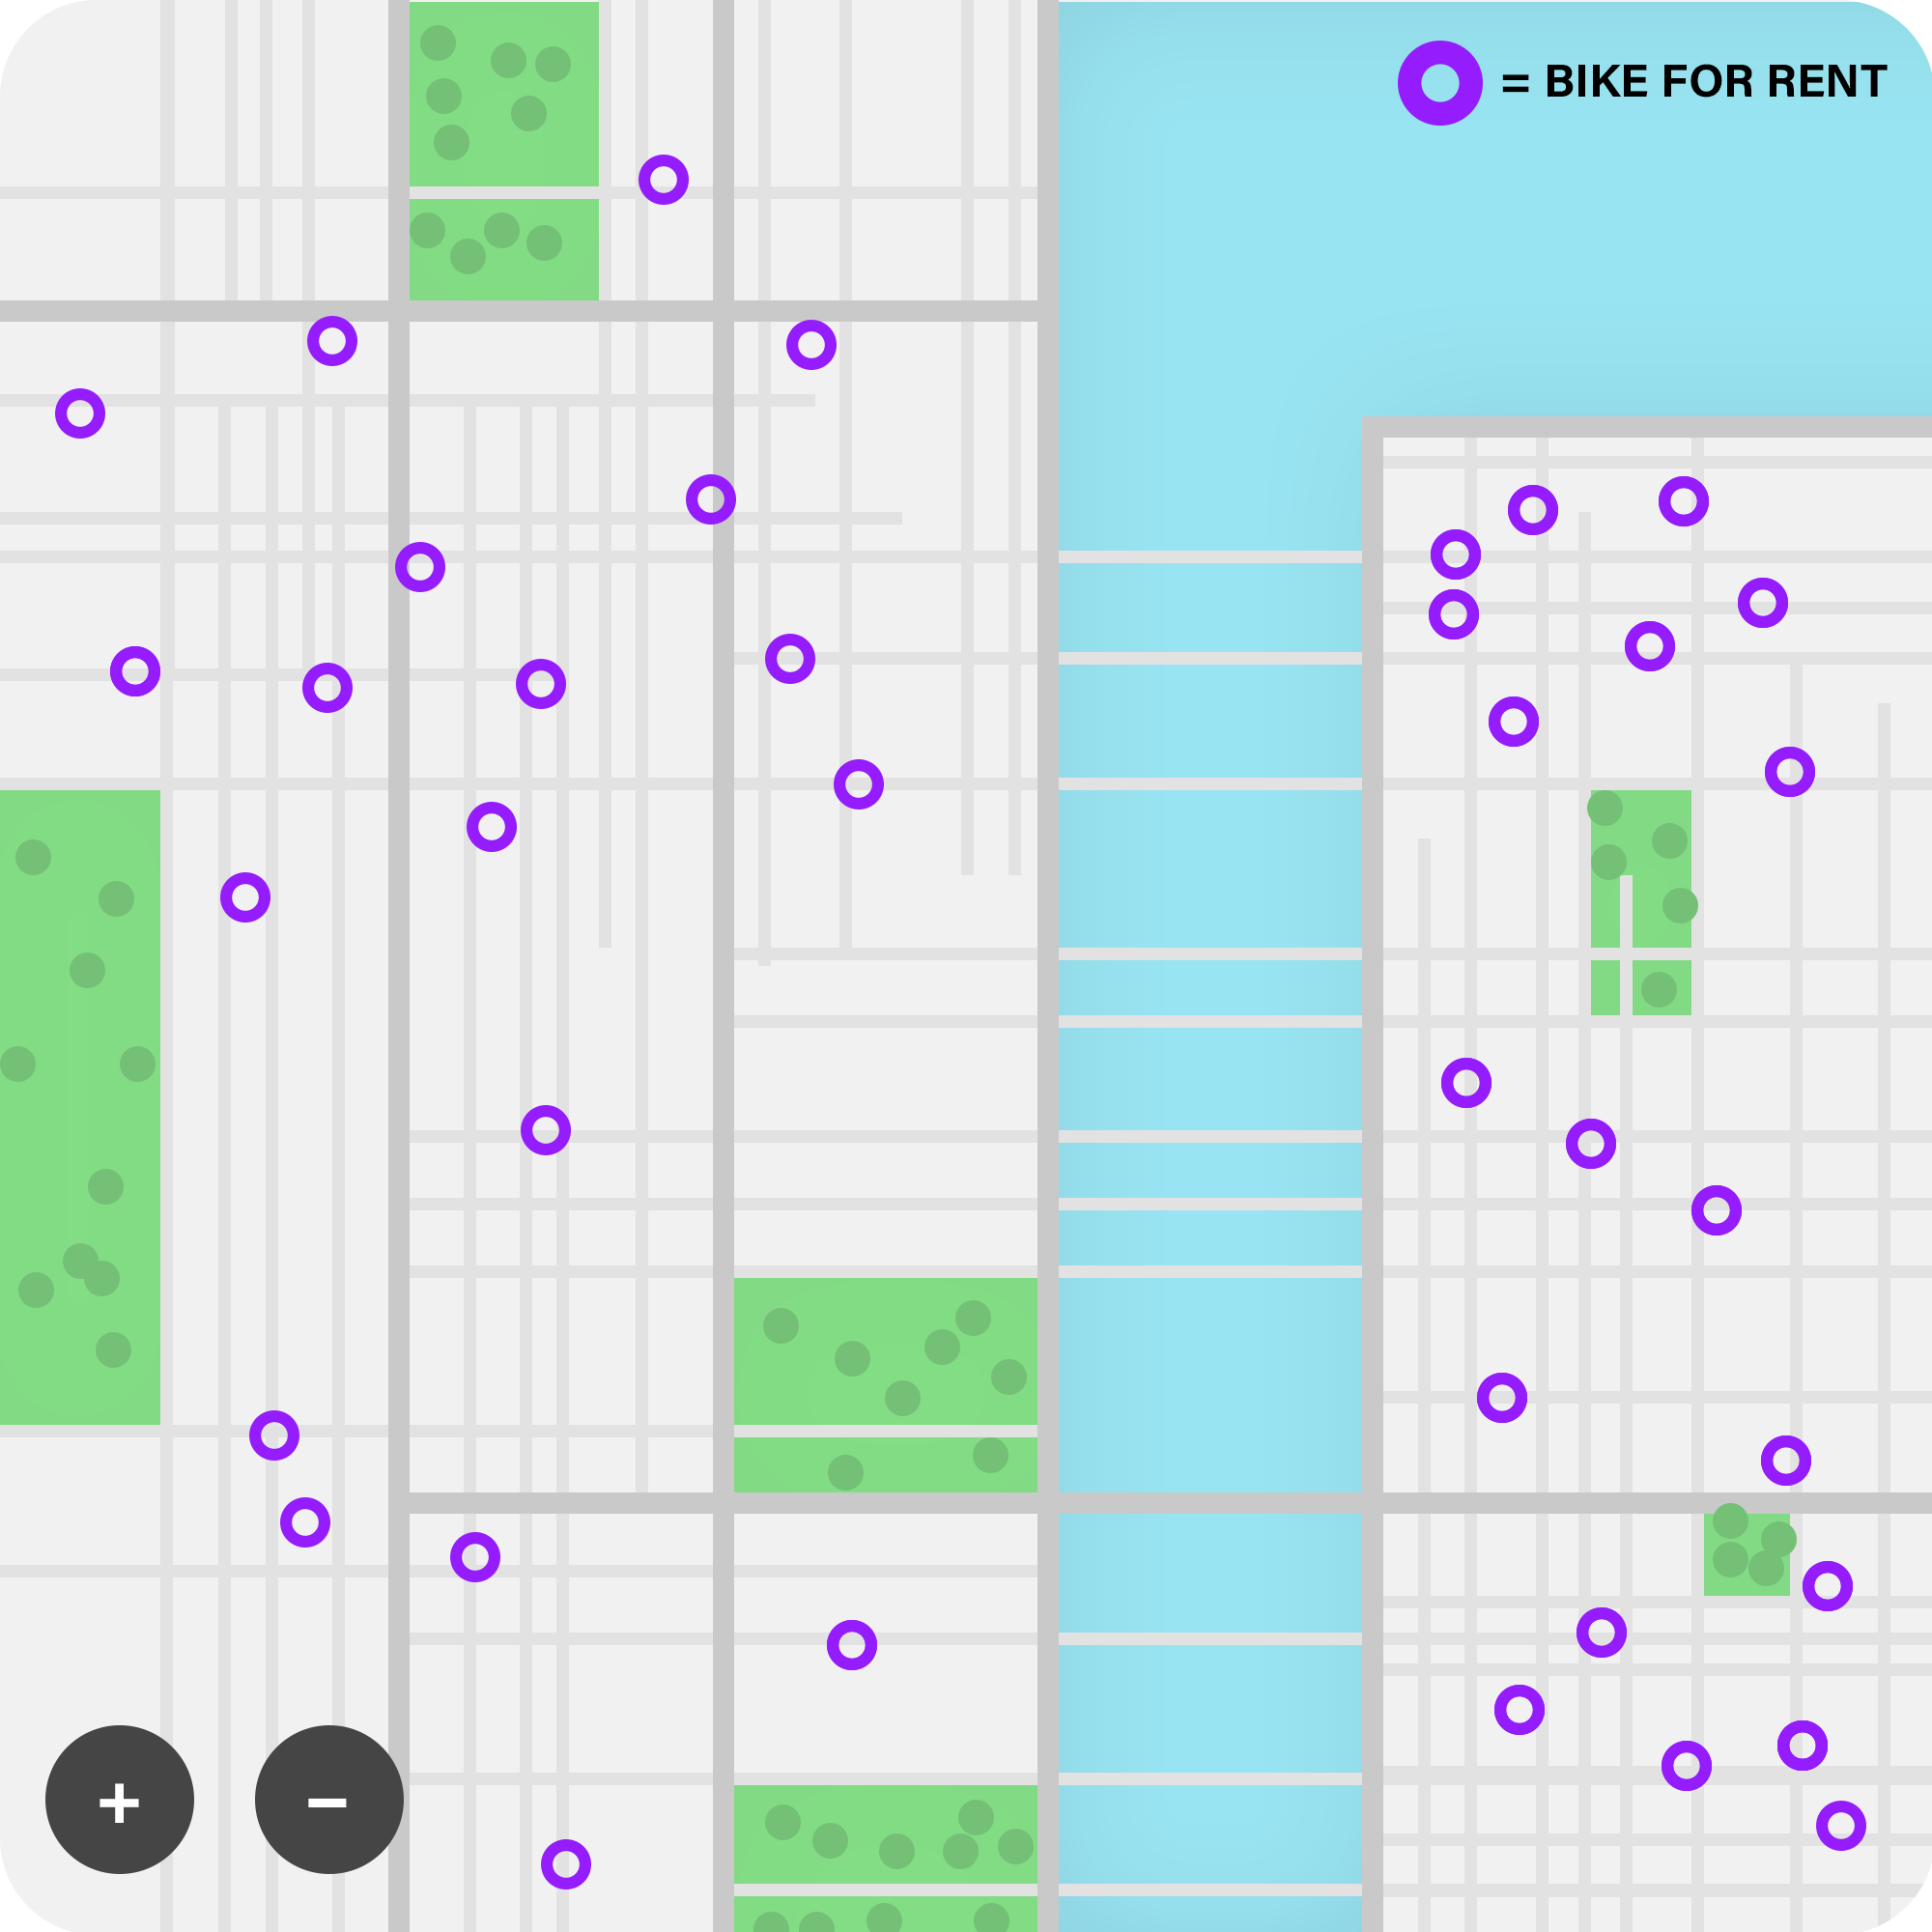 = BIKE FOR RENT
+ −